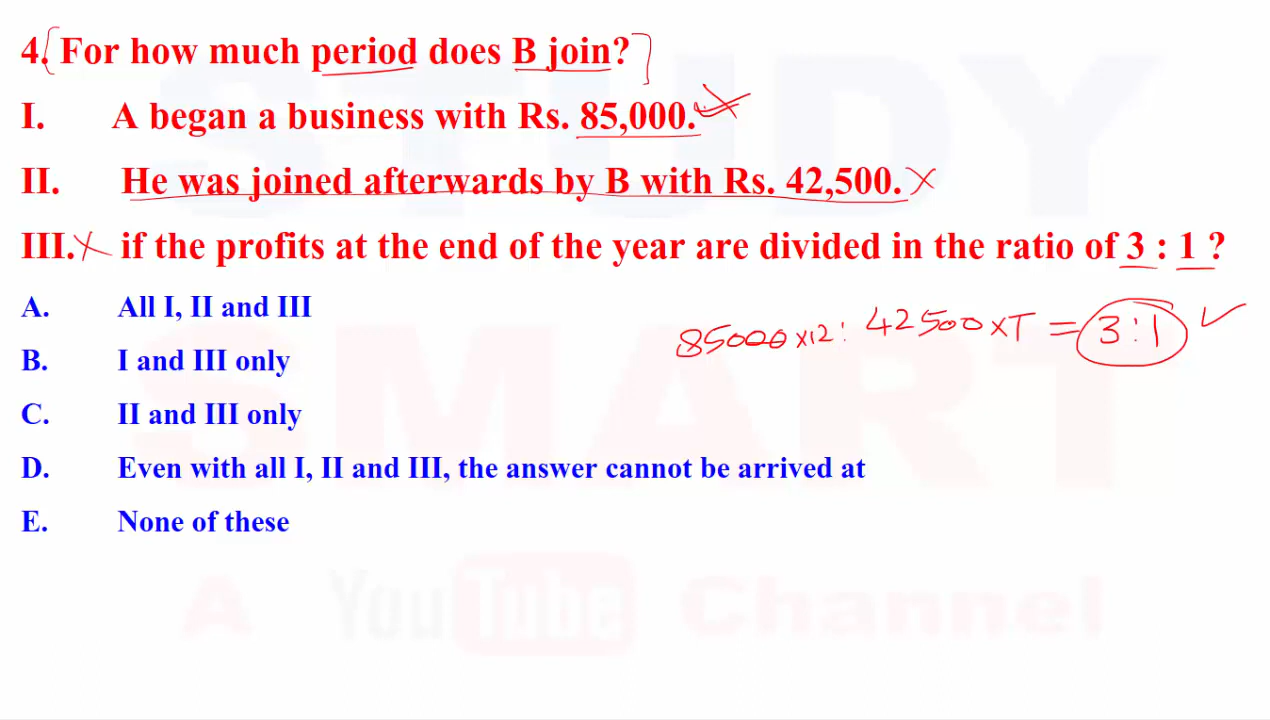 4. For how much period does B join?
I. A began a business with Rs. 85,000.
II. He was joined afterwards by B with Rs. 42,500.
III. if the profits at the end of the year are divided in the ratio of 3 : 1 ?
A. All I, II and III
85000 x 12 : 42500 x T = 3:1
B. I and III only
C. II and III only
D. Even with all I, II and III, the answer cannot be arrived at
E. None of these
STUDY
SMART
A YouTube Channel